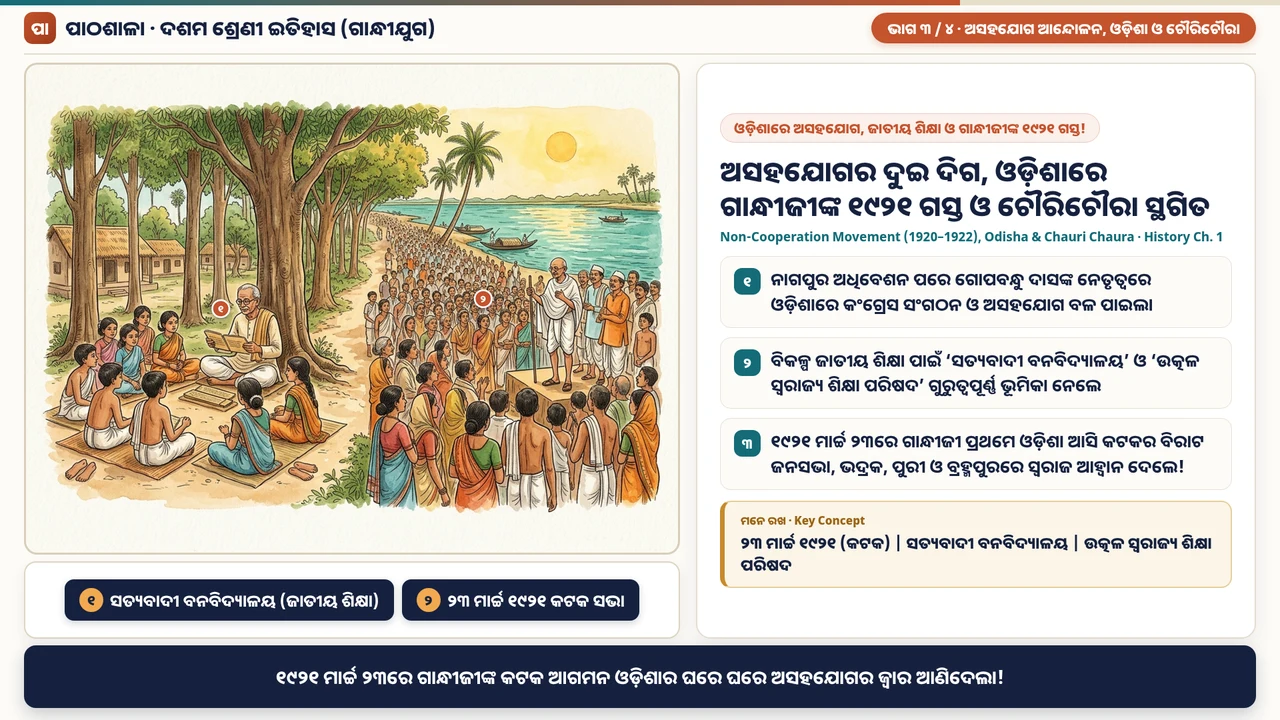 ପା ପାଠଶାଳା · ଦଶମ ଶ୍ରେଣୀ ଇତିହାସ (ଗାନ୍ଧୀଯୁଗ)
ଭାଗ ୩ / ୪ · ଅସହଯୋଗ ଆନ୍ଦୋଳନ, ଓଡ଼ିଶା ଓ ଚୌରିଚୌରା
୧
୨
୧ ସତ୍ୟବାଦୀ ବନବିଦ୍ୟାଳୟ (ଜାତୀୟ ଶିକ୍ଷା)
୨ ୨୩ ମାର୍ଚ୍ଚ ୧୯୨୧ କଟକ ସଭା
ଓଡ଼ିଶାରେ ଅସହଯୋଗ, ଜାତୀୟ ଶିକ୍ଷା ଓ ଗାନ୍ଧୀଜୀଙ୍କ ୧୯୨୧ ଗସ୍ତ!
ଅସହଯୋଗର ଦୁଇ ଦିଗ, ଓଡ଼ିଶାରେ
ଗାନ୍ଧୀଜୀଙ୍କ ୧୯୨୧ ଗସ୍ତ ଓ ଚୌରିଚୌରା ସ୍ଥଗିତ
Non-Cooperation Movement (1920–1922), Odisha & Chauri Chaura · History Ch. 1
୧ ନାଗପୁର ଅଧିବେଶନ ପରେ ଗୋପବନ୍ଧୁ ଦାସଙ୍କ ନେତୃତ୍ୱରେ
ଓଡ଼ିଶାରେ କଂଗ୍ରେସ ସଂଗଠନ ଓ ଅସହଯୋଗ ବଳ ପାଇଲା
୨ ବିକଳ୍ପ ଜାତୀୟ ଶିକ୍ଷା ପାଇଁ ‘ସତ୍ୟବାଦୀ ବନବିଦ୍ୟାଳୟ’ ଓ ‘ଉତ୍କଳ
ସ୍ୱରାଜ୍ୟ ଶିକ୍ଷା ପରିଷଦ’ ଗୁରୁତ୍ୱପୂର୍ଣ୍ଣ ଭୂମିକା ନେଲେ
୩ ୧୯୨୧ ମାର୍ଚ୍ଚ ୨୩ରେ ଗାନ୍ଧୀଜୀ ପ୍ରଥମେ ଓଡ଼ିଶା ଆସି କଟକର ବିରାଟ
ଜନସଭା, ଭଦ୍ରକ, ପୁରୀ ଓ ବ୍ରହ୍ମପୁରରେ ସ୍ୱରାଜ ଆହ୍ୱାନ ଦେଲେ!
ମନେ ରଖ · Key Concept
୨୩ ମାର୍ଚ୍ଚ ୧୯୨୧ (କଟକ) | ସତ୍ୟବାଦୀ ବନବିଦ୍ୟାଳୟ | ଉତ୍କଳ ସ୍ୱରାଜ୍ୟ ଶିକ୍ଷା
ପରିଷଦ
୧୯୨୧ ମାର୍ଚ୍ଚ ୨୩ରେ ଗାନ୍ଧୀଜୀଙ୍କ କଟକ ଆଗମନ ଓଡ଼ିଶାର ଘରେ ଘରେ ଅସହଯୋଗର ଜ୍ୱାର ଆଣିଦେଲା!